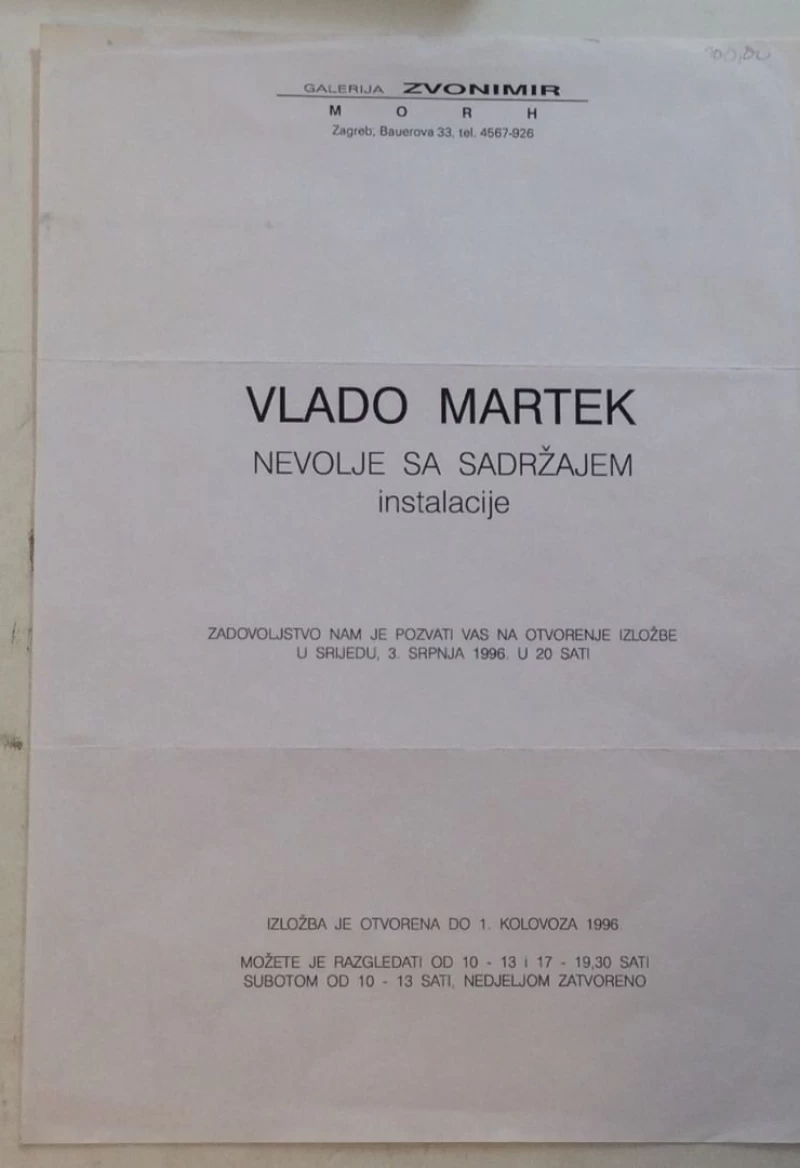 GALERIJA ZVONIMIR
M O R H
Zagreb, Bauerova 33, tel. 4567-926
VLADO MARTEK
NEVOLJE SA SADRŽAJEM
instalacije
ZADOVOLJSTVO NAM JE POZVATI VAS NA OTVORENJE IZLOŽBE
U SRIJEDU, 3. SRPNJA 1996. U 20 SATI
IZLOŽBA JE OTVORENA DO 1. KOLOVOZA 1996.
MOŽETE JE RAZGLEDATI OD 10 - 13 i 17 - 19,30 SATI
SUBOTOM OD 10 - 13 SATI, NEDJELJOM ZATVORENO